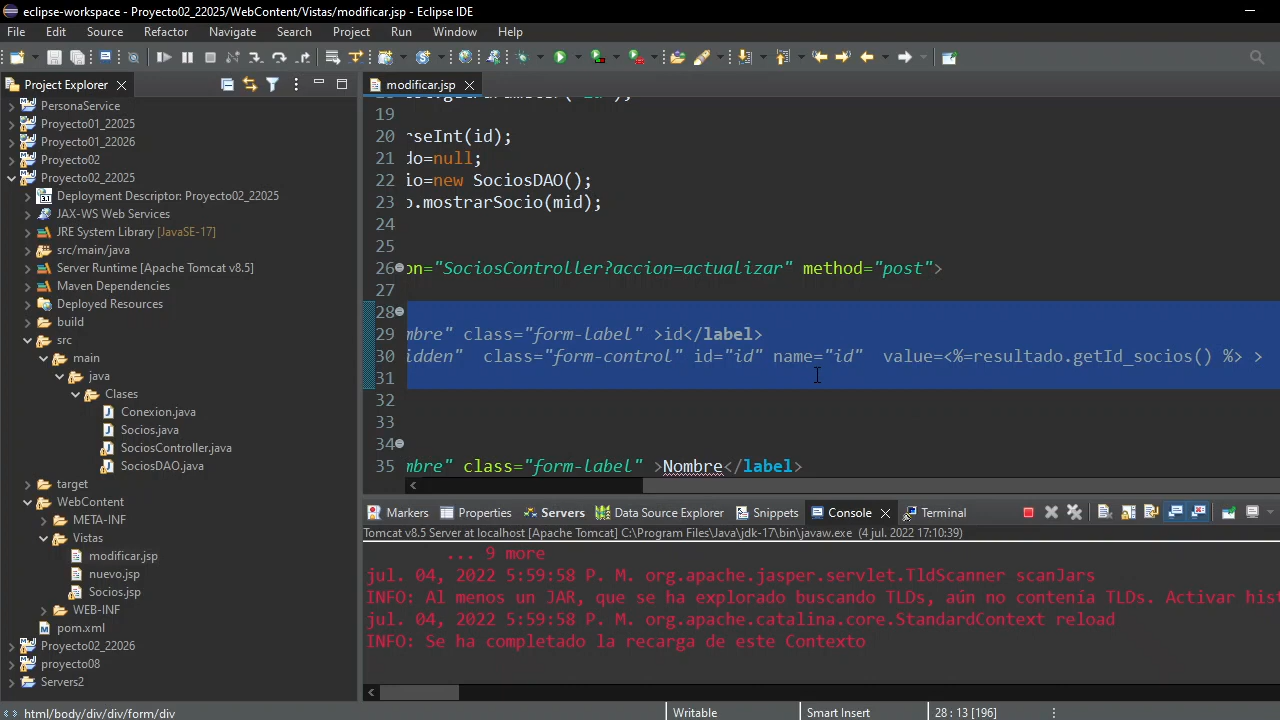 eclipse-workspace - Proyecto02_22025/WebContent/Vistas/modificar.jsp - Eclipse IDE
File Edit Source Refactor Navigate Search Project Run Window Help
Project Explorer
modificar.jsp
PersonaService
Proyecto01_22025
Proyecto01_22026
Proyecto02
Proyecto02_22025
Deployment Descriptor: Proyecto02_22025
JAX-WS Web Services
JRE System Library [JavaSE-17]
src/main/java
Server Runtime [Apache Tomcat v8.5]
Maven Dependencies
Deployed Resources
build
src
main
java
Clases
Conexion.java
Socios.java
SociosController.java
SociosDAO.java
target
WebContent
META-INF
Vistas
modificar.jsp
nuevo.jsp
Socios.jsp
WEB-INF
pom.xml
Proyecto02_22026
proyecto08
Servers2
19
20 rseInt(id);
21 do=null;
22 io=new SociosDAO();
23 o.mostrarSocio(mid);
24
25
26 on="SociosController?accion=actualizar" method="post">
27
28
29 mbre" class="form-label" >id</label>
30 idden" class="form-control" id="id" name="id" value=<%=resultado.getId_socios() %> >
31
32
33
34
35 mbre" class="form-label" >Nombre</label>
Markers Properties Servers Data Source Explorer Snippets Console Terminal
Tomcat v8.5 Server at localhost [Apache Tomcat] C:\Program Files\Java\jdk-17\bin\javaw.exe (4 jul. 2022 17:10:39)
... 9 more
jul. 04, 2022 5:59:58 P. M. org.apache.jasper.servlet.TldScanner scanJars
INFO: Al menos un JAR, que se ha explorado buscando TLDs, aún no contenía TLDs. Activar hist
jul. 04, 2022 5:59:58 P. M. org.apache.catalina.core.StandardContext reload
INFO: Se ha completado la recarga de este Contexto
html/body/div/div/form/div
Writable
Smart Insert
28 : 13 [196]